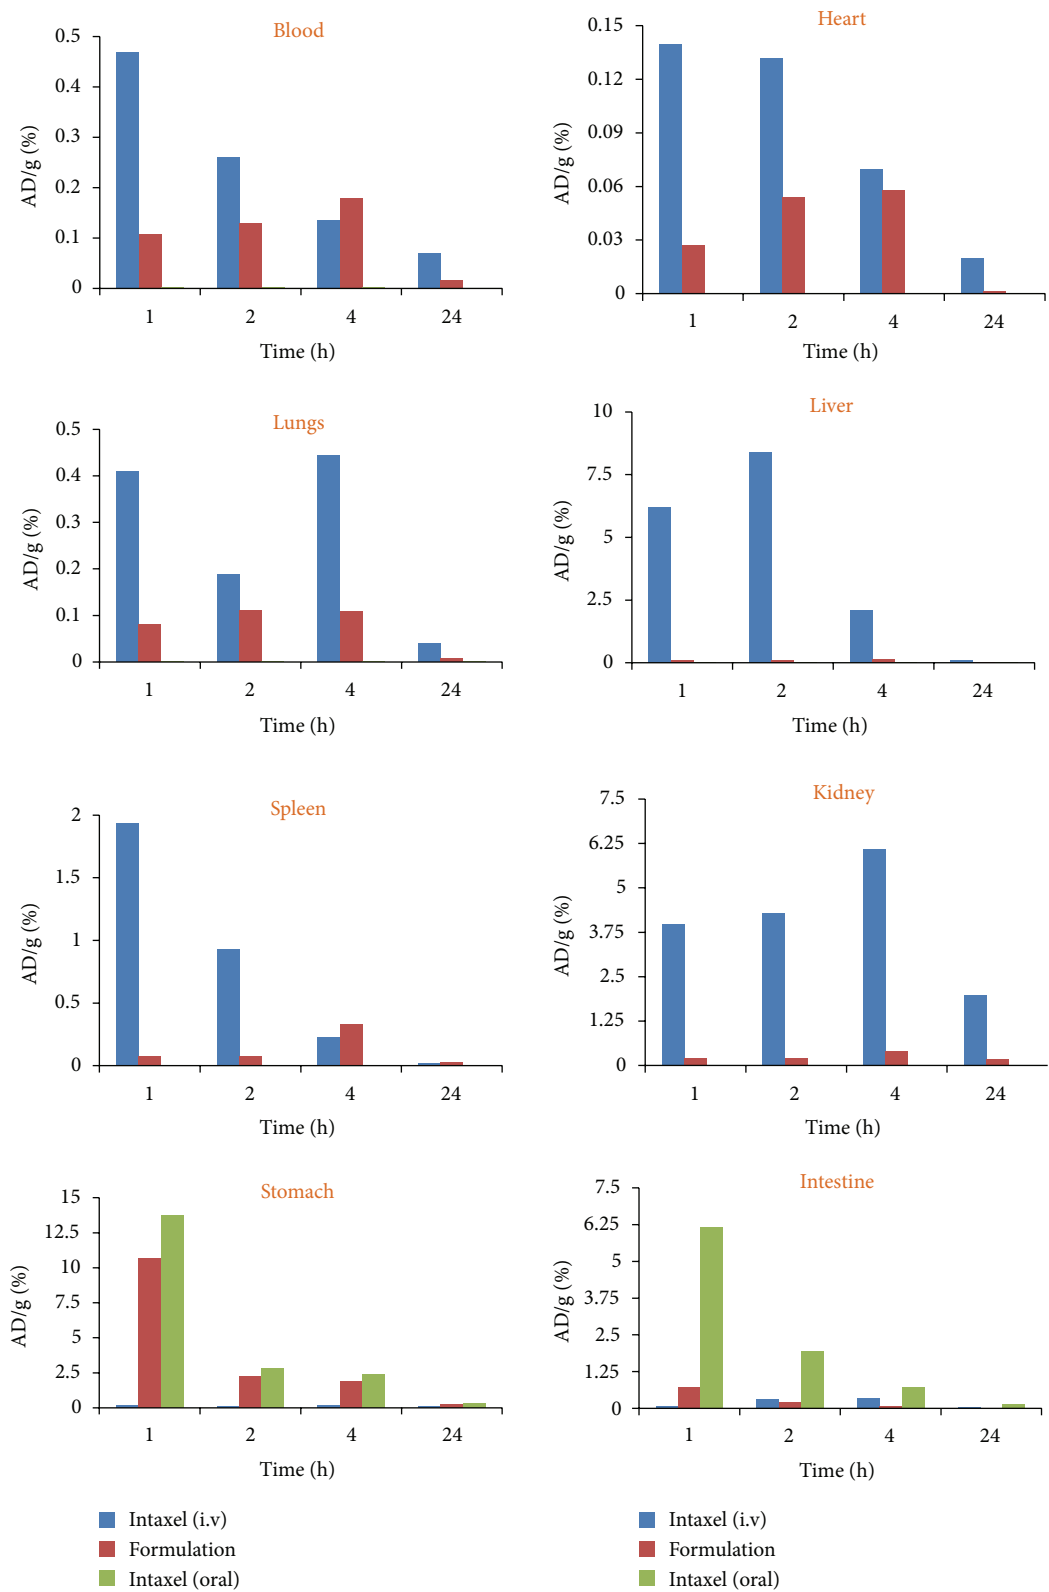 Blood
0.5
0.4
0.3
0.2
0.1
0
AD/g (%)
1 2 4 24
Time (h)
Heart
0.15
0.12
0.09
0.06
0.03
0
AD/g (%)
1 2 4 24
Time (h)
Lungs
0.5
0.4
0.3
0.2
0.1
0
AD/g (%)
1 2 4 24
Time (h)
Liver
10
7.5
5
2.5
0
AD/g (%)
1 2 4 24
Time (h)
Spleen
2
1.5
1
0.5
0
AD/g (%)
1 2 4 24
Time (h)
Kidney
7.5
6.25
5
3.75
2.5
1.25
0
AD/g (%)
1 2 4 24
Time (h)
Stomach
15
12.5
10
7.5
5
2.5
0
AD/g (%)
1 2 4 24
Time (h)
Intestine
7.5
6.25
5
3.75
2.5
1.25
0
AD/g (%)
1 2 4 24
Time (h)
Intaxel (i.v)
Formulation
Intaxel (oral)
Intaxel (i.v)
Formulation
Intaxel (oral)